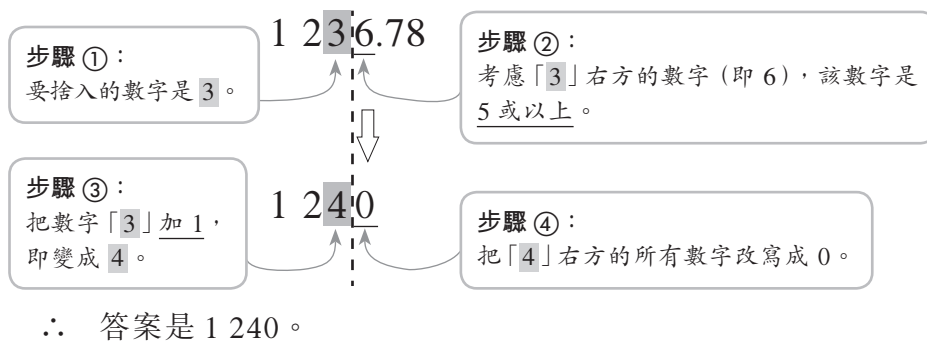 1 236.78
步驟 ①：
要捨入的數字是 3。
步驟 ②：
考慮「3」右方的數字（即 6），該數字是
5 或以上。
1 240
步驟 ③：
把數字「3」加 1，
即變成 4。
步驟 ④：
把「4」右方的所有數字改寫成 0。
∴ 答案是 1 240。